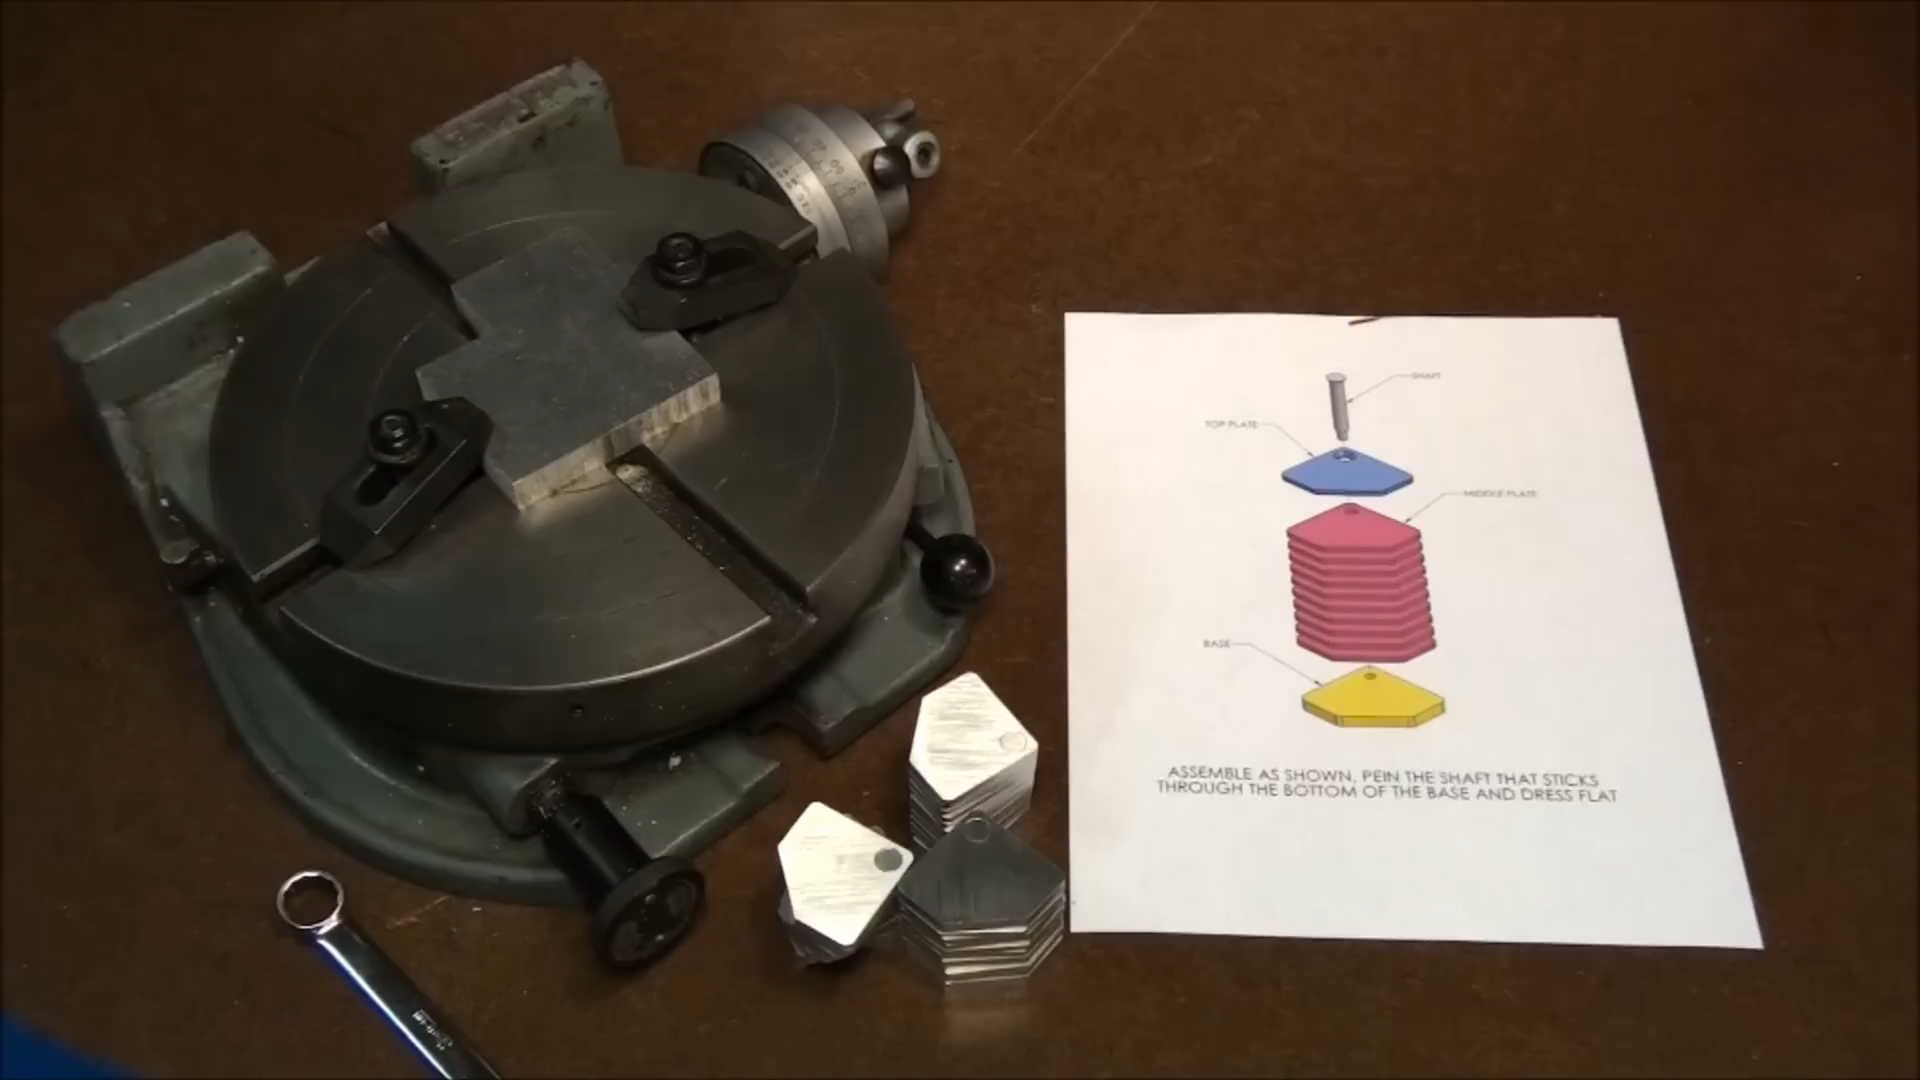 SHAFT
TOP PLATE
MIDDLE PLATE
BASE
ASSEMBLE AS SHOWN. PEIN THE SHAFT THAT STICKS
THROUGH THE BOTTOM OF THE BASE AND DRESS FLAT